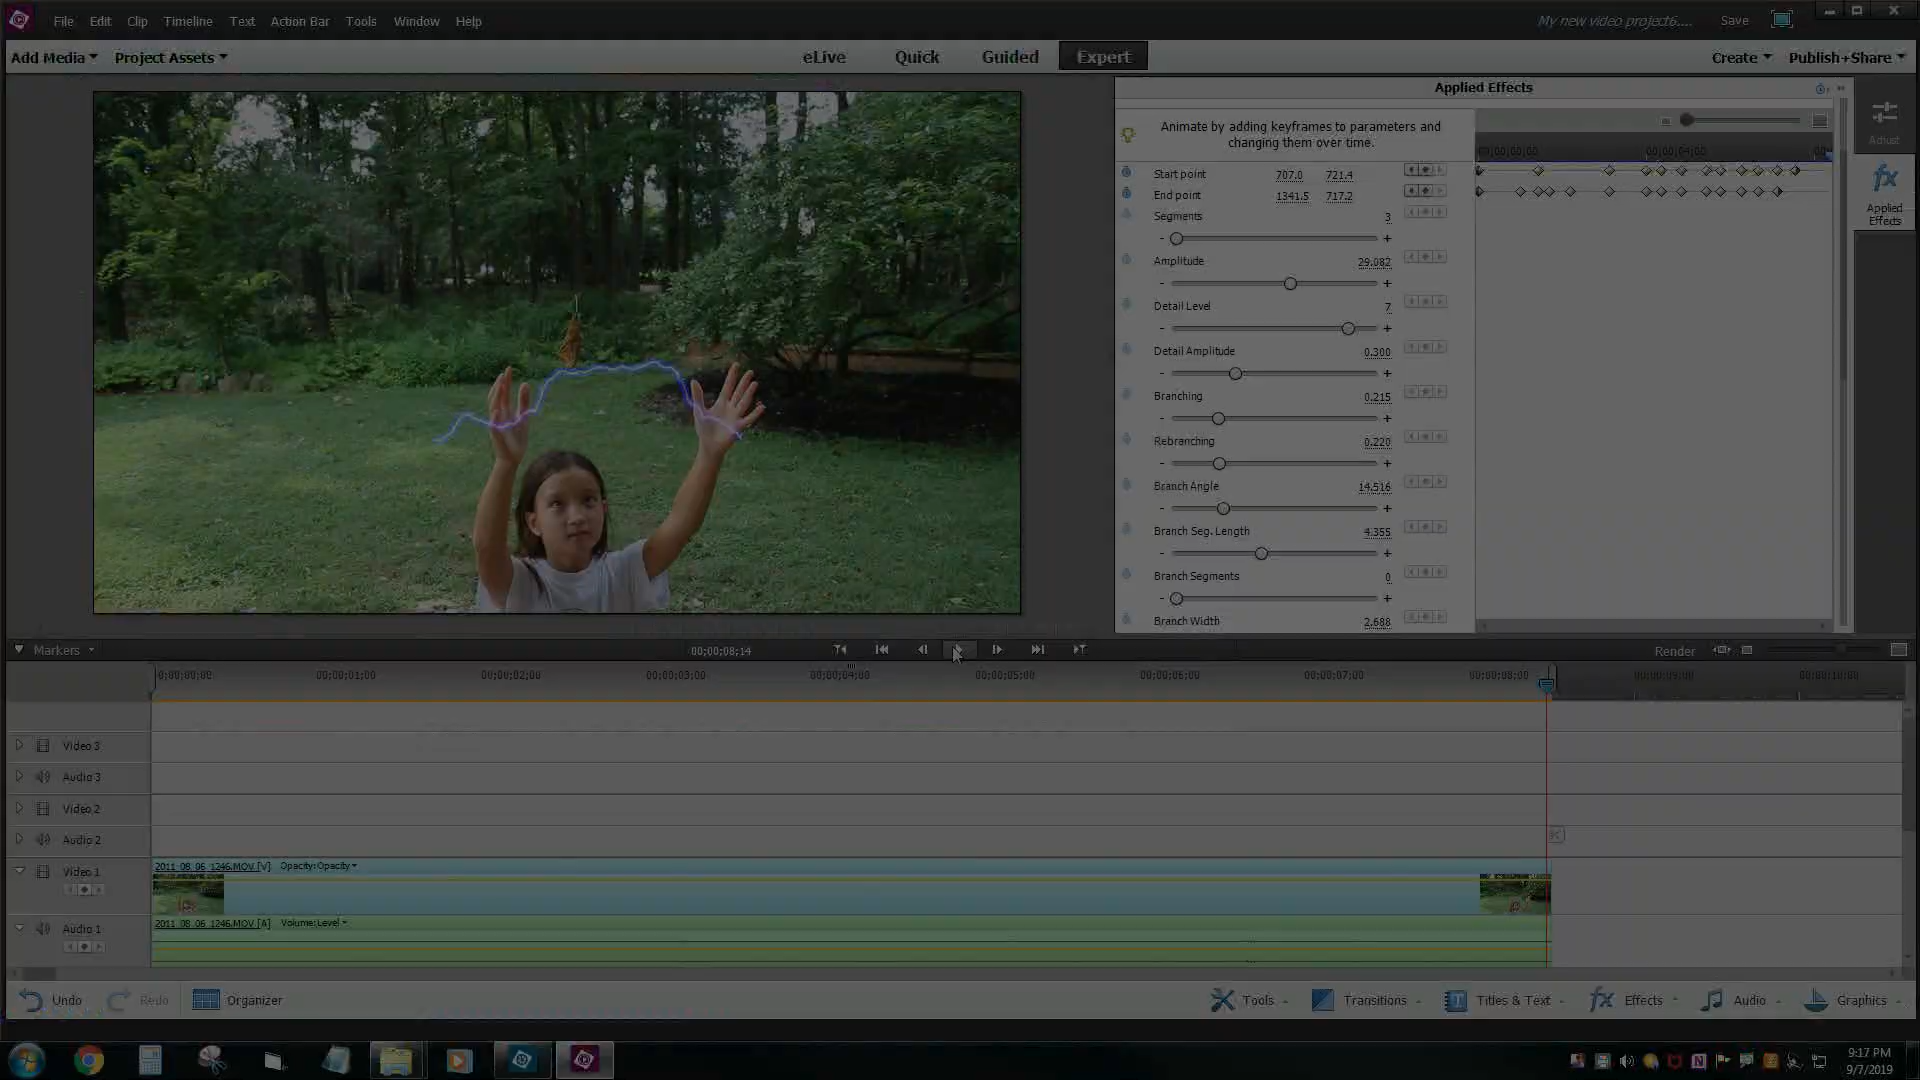 File Edit Clip Timeline Text Action Bar Tools Window Help
My new video project6.... Save
Add Media Project Assets eLive Quick Guided Expert Create Publish+Share
Applied Effects
Animate by adding keyframes to parameters and
changing them over time.
Adjust
Applied
Effects
00;00;00;00 00;00;04;00 00
Start point 707.0 721.4
End point 1341.5 717.2
Segments 3
- +
Amplitude 29.082
- +
Detail Level 7
- +
Detail Amplitude 0.300
- +
Branching 0.215
- +
Rebranching 0.220
- +
Branch Angle 14.516
- +
Branch Seg. Length 4.355
- +
Branch Segments 0
- +
Branch Width 2.688
Markers 00;00;08;14 Render
0;00;00;00 00;00;01;00 00;00;02;00 00;00;03;00 00;00;04;00 00;00;05;00 00;00;06;00 00;00;07;00 00;00;08;00 00;00;09;00 00;00;10;00
Video 3
Audio 3
Video 2
Audio 2
Video 1
2011_08_06_1246.MOV [V] Opacity:Opacity
Audio 1
2011_08_06_1246.MOV [A] Volume:Level
Undo Redo Organizer Tools Transitions Titles & Text Effects Audio Graphics
9:17 PM
9/7/2019